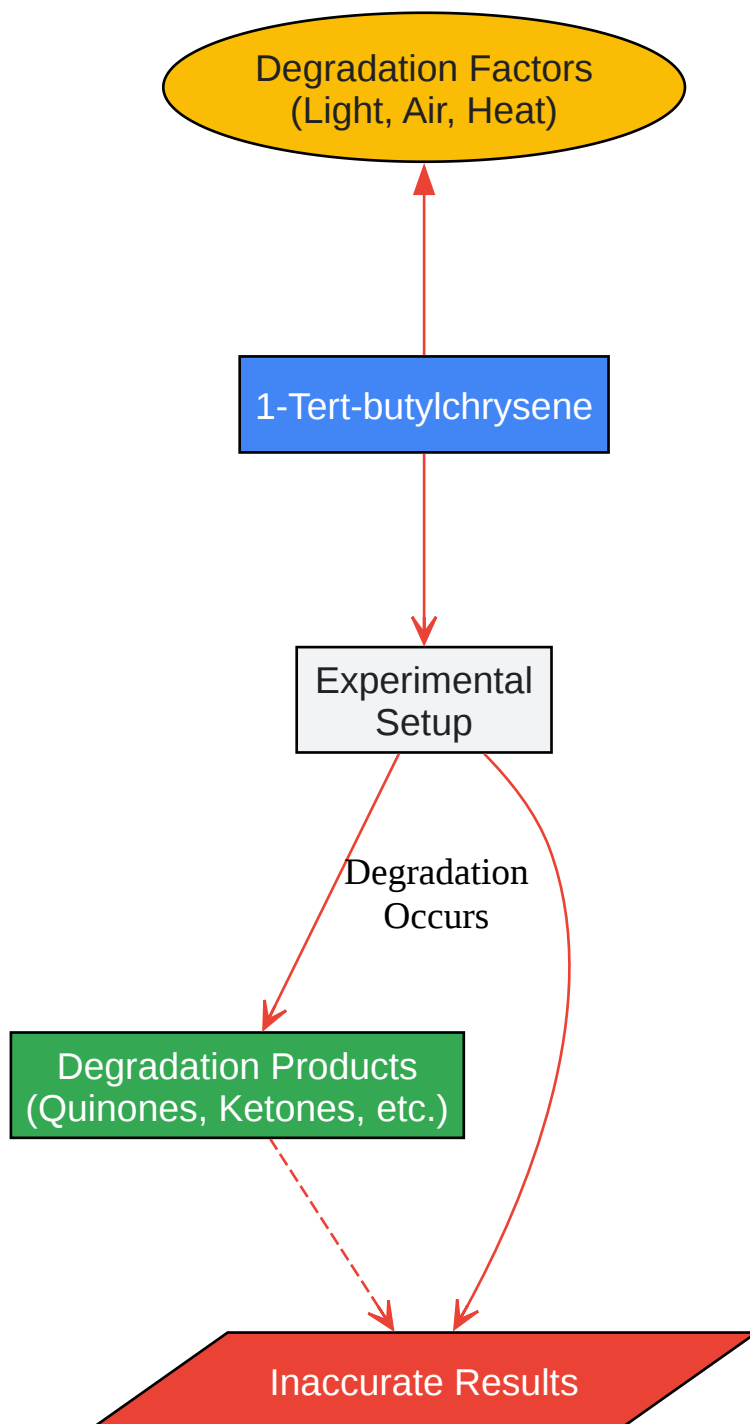 Degradation Factors
(Light, Air, Heat)
1-Tert-butylchrysene
Experimental
Setup
Degradation
Occurs
Degradation Products
(Quinones, Ketones, etc.)
Inaccurate Results